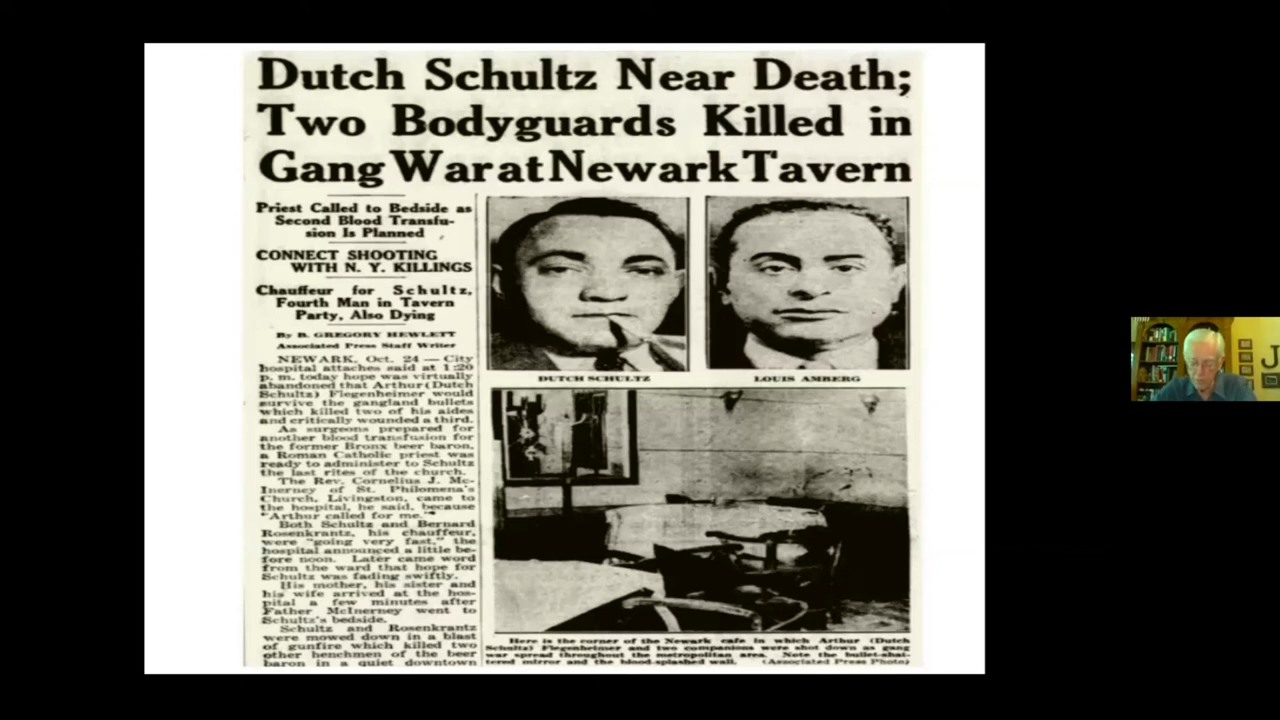 Dutch Schultz Near Death;
Two Bodyguards Killed in
Gang War at Newark Tavern
Priest Called to Bedside as
Second Blood Transfu-
sion Is Planned
CONNECT SHOOTING
WITH N. Y. KILLINGS
Chauffeur for Schultz,
Fourth Man in Tavern
Party, Also Dying
By B. GREGORY HEWLETT
Associated Press Staff Writer
NEWARK, Oct. 24 — City
hospital attaches said at 1:20
p. m. today hope was virtually
abandoned that Arthur (Dutch
Schultz) Flegenheimer would
survive the gangland bullets
which killed two of his aides
and critically wounded a third.
As surgeons prepared for
another blood transfusion for
the former Bronx beer baron,
a Roman Catholic priest was
ready to administer to Schultz
the last rites of the church.
The Rev. Cornelius J. Mc-
Inerney of St. Philomena's
Church, Livingston, came to
the hospital, he said, because
"Arthur called for me."
Both Schultz and Bernard
Rosenkrantz, his chauffeur,
were "going very fast," the
hospital announced a little be-
fore noon. Later came word
from the ward that hope for
Schultz was fading swiftly.
His mother, his sister and
his wife arrived at the hos-
pital a few minutes after
Father McInerney went to
Schultz's bedside.
Schultz and Rosenkrantz
were mowed down in a blast
of gunfire which killed two
other henchmen of the beer
baron in a quiet downtown
DUTCH SCHULTZ
LOUIS AMBERG
Here is the corner of the Newark cafe in which Arthur (Dutch
Schultz) Flegenheimer and two companions were shot down as gang
war spread throughout the metropolitan area. Note the bullet-shat-
tered mirror and the blood-splashed wall. (Associated Press Photo)
J